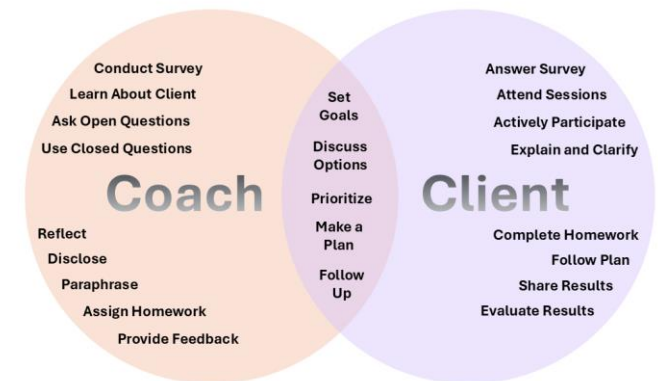 Conduct Survey
Learn About Client
Ask Open Questions
Use Closed Questions
Coach
Reflect
Disclose
Paraphrase
Assign Homework
Provide Feedback
Set
Goals
Discuss
Options
Prioritize
Make a
Plan
Follow
Up
Answer Survey
Attend Sessions
Actively Participate
Explain and Clarify
Client
Complete Homework
Follow Plan
Share Results
Evaluate Results